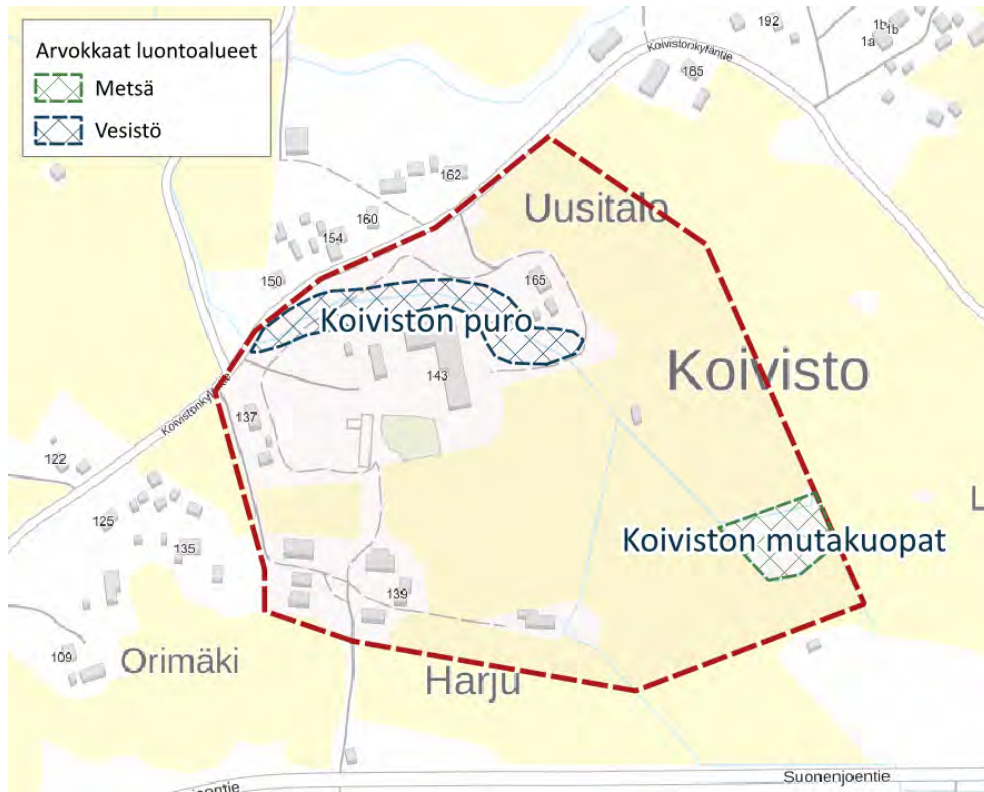 Arvokkaat luontoalueet
Metsä
Vesistö
192
1b
1b
1a
Koivistonkyläntie
185
162
160
154
150
Uusitalo
165
Koiviston puro
Koivisto
143
137
Koivistonkyläntie
122
125
135
Koiviston mutakuopat
139
109
Orimäki
Harju
L
Suonenjoentie